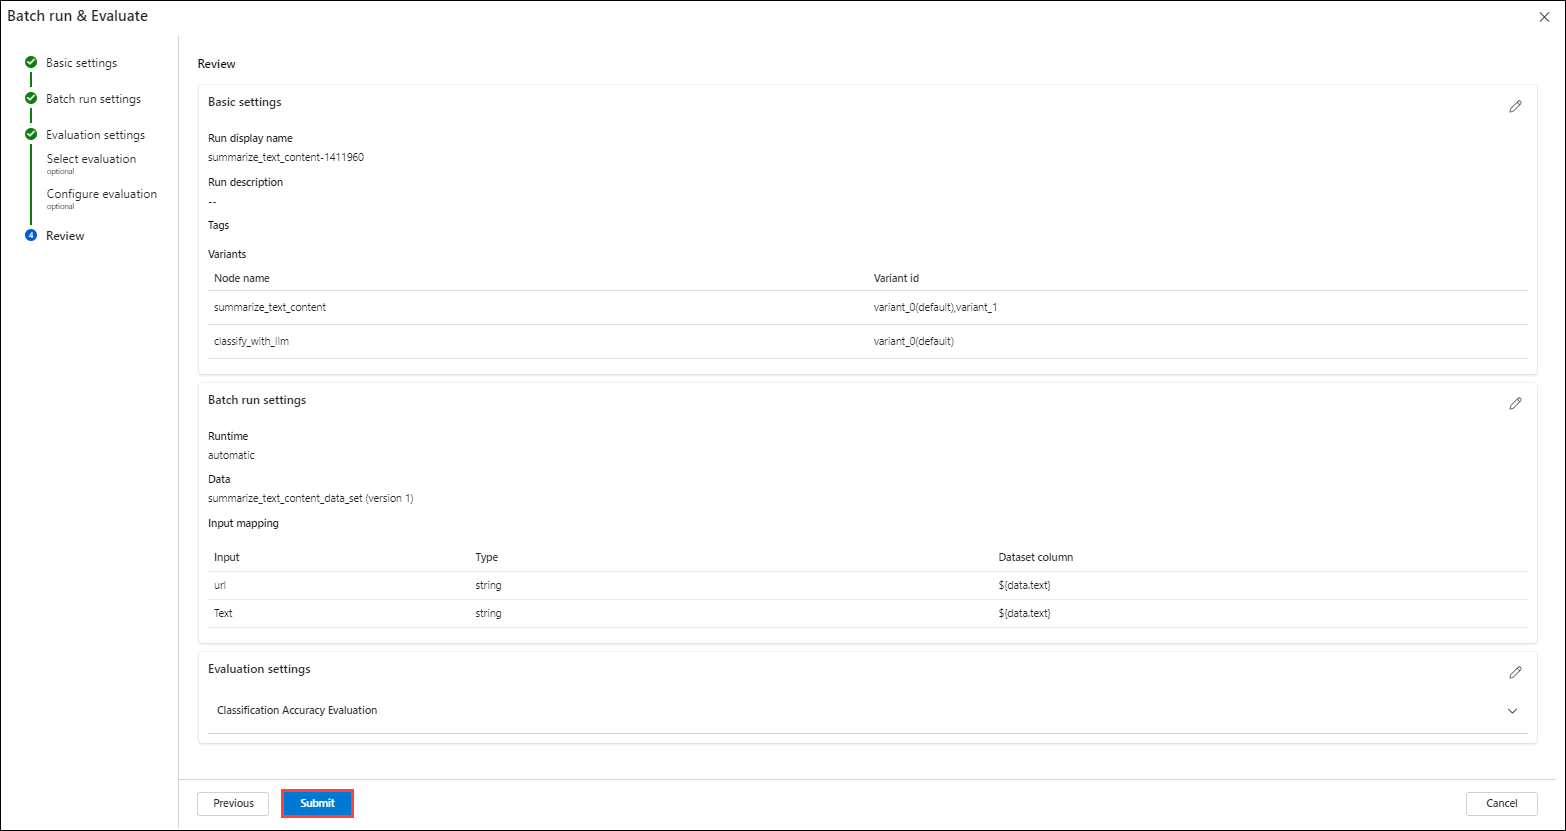 Batch run & Evaluate
Basic settings
Batch run settings
Evaluation settings
Select evaluation
optional
Configure evaluation
optional
4 Review
Review
Basic settings
Run display name
summarize_text_content-1411960
Run description
--
Tags
Variants
Node name Variant id
summarize_text_content variant_0(default),variant_1
classify_with_llm variant_0(default)
Batch run settings
Runtime
automatic
Data
summarize_text_content_data_set (version 1)
Input mapping
Input Type Dataset column
url string ${data.text}
Text string ${data.text}
Evaluation settings
Classification Accuracy Evaluation
Previous Submit Cancel